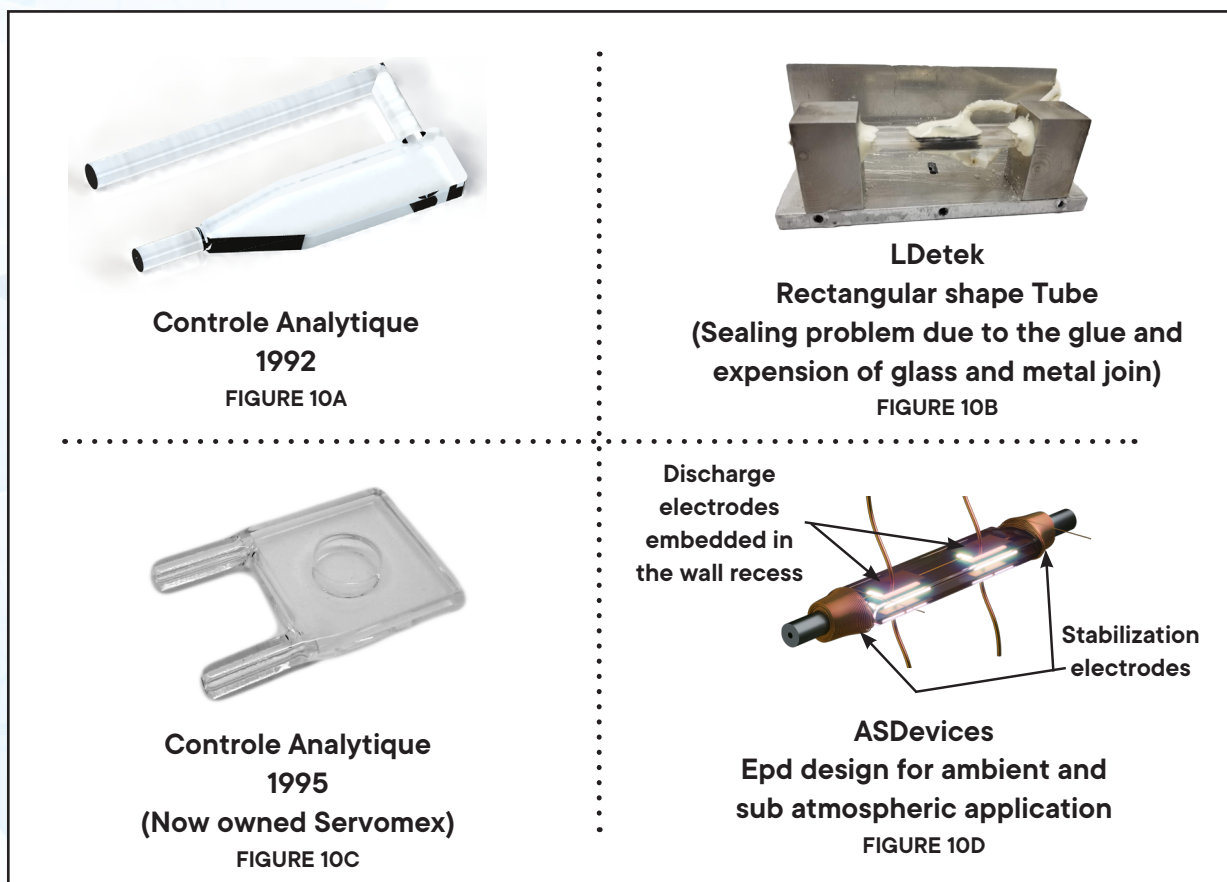 Controle Analytique
1992
FIGURE 10A
LDetek
Rectangular shape Tube
(Sealing problem due to the glue and
expension of glass and metal join)
FIGURE 10B
Controle Analytique
1995
(Now owned Servomex)
FIGURE 10C
Discharge
electrodes
embedded in
the wall recess
Stabilization
electrodes
ASDevices
Epd design for ambient and
sub atmospheric application
FIGURE 10D